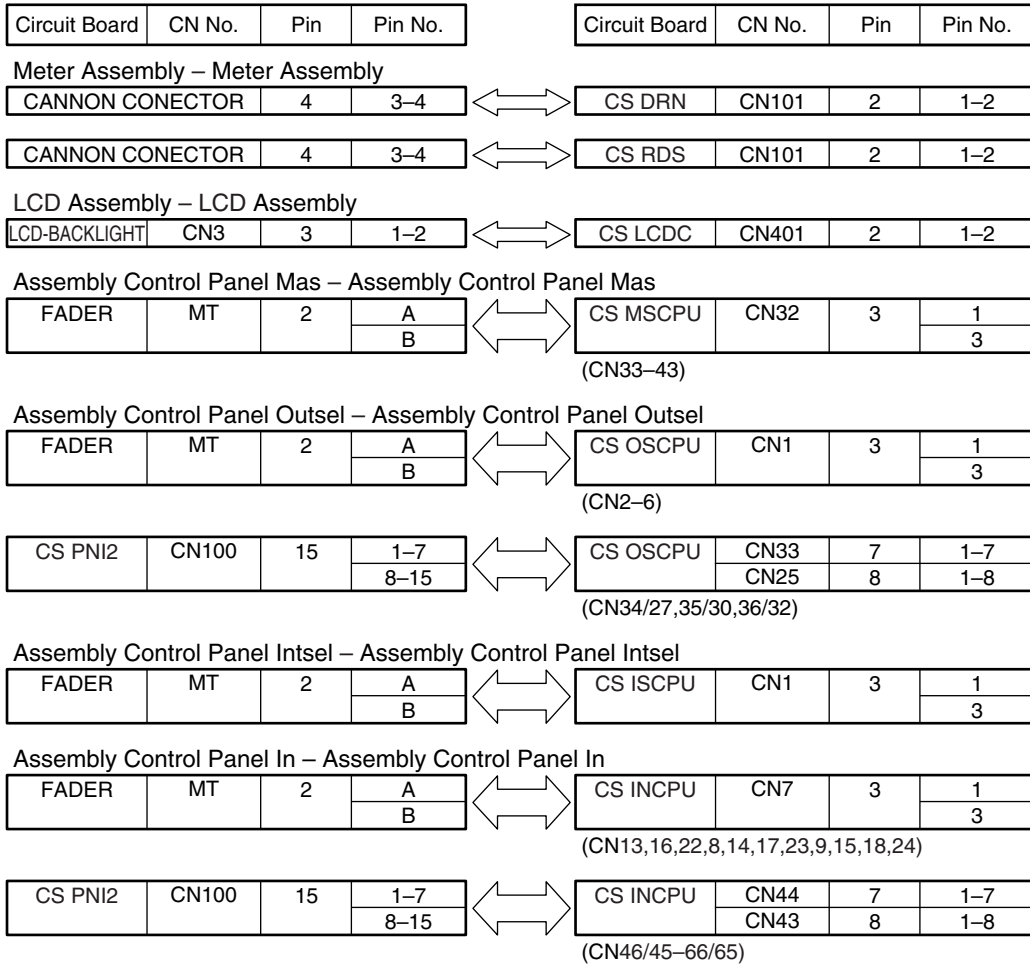 Circuit Board CN No. Pin Pin No. Circuit Board CN No. Pin Pin No.
Meter Assembly – Meter Assembly
CANNON CONECTOR 4 3–4 CS DRN CN101 2 1–2
CANNON CONECTOR 4 3–4 CS RDS CN101 2 1–2
LCD Assembly – LCD Assembly
LCD-BACKLIGHT CN3 3 1–2 CS LCDC CN401 2 1–2
Assembly Control Panel Mas – Assembly Control Panel Mas
FADER MT 2 A CS MSCPU CN32 3 1
B 3
(CN33–43)
Assembly Control Panel Outsel – Assembly Control Panel Outsel
FADER MT 2 A CS OSCPU CN1 3 1
B 3
(CN2–6)
CS PNI2 CN100 15 1–7 CS OSCPU CN33 7 1–7
8–15 CN25 8 1–8
(CN34/27,35/30,36/32)
Assembly Control Panel Intsel – Assembly Control Panel Intsel
FADER MT 2 A CS ISCPU CN1 3 1
B 3
Assembly Control Panel In – Assembly Control Panel In
FADER MT 2 A CS INCPU CN7 3 1
B 3
(CN13,16,22,8,14,17,23,9,15,18,24)
CS PNI2 CN100 15 1–7 CS INCPU CN44 7 1–7
8–15 CN43 8 1–8
(CN46/45–66/65)